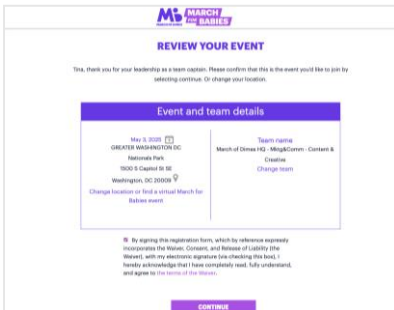 MARCH
FOR
BABIES
REVIEW YOUR EVENT
Tina, thank you for your leadership as a team captain. Please confirm that this is the event you'd like to join by
selecting continue. Or change your location.
Event and team details
May 3, 2025
GREATER WASHINGTON DC
Nationals Park
1500 S Capitol St SE
Washington, DC 20009
Change location or find a virtual March for
Babies event
Team name
March of Dimes HQ - Mktg&Comm - Content &
Creative
Change team
By signing this registration form, which by reference expressly
incorporates the Waiver, Consent, and Release of Liability (the
Waiver), with my electronic signature (via checking this box), I
hereby acknowledge that I have completely read, fully understand,
and agree to the terms of the Waiver.
CONTINUE